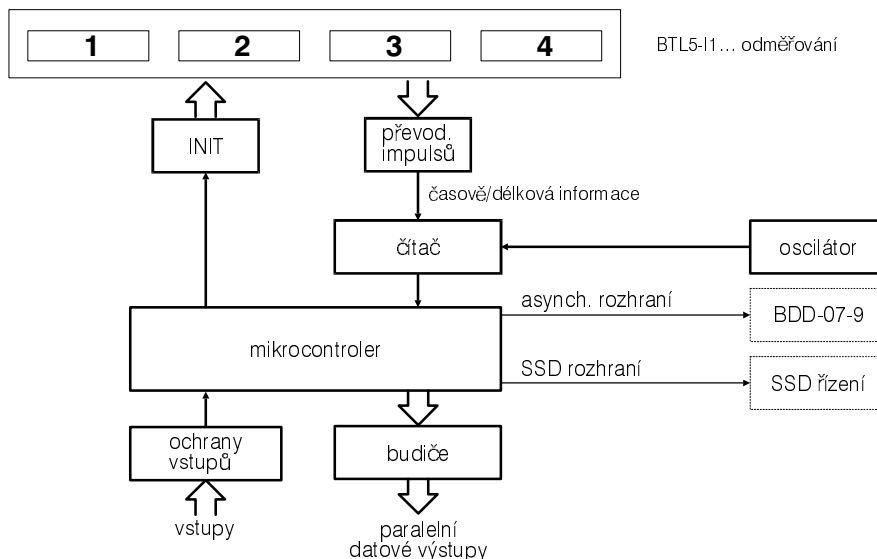 1 2 3 4
BTL5-I1... odměřování
INIT
převod.
impulsů
časově/délková informace
čítač
oscilátor
asynch. rozhraní
BDD-07-9
mikrocontroler
SSD rozhraní
SSD řízení
ochrany
vstupů
budiče
vstupy
paralelní
datové výstupy